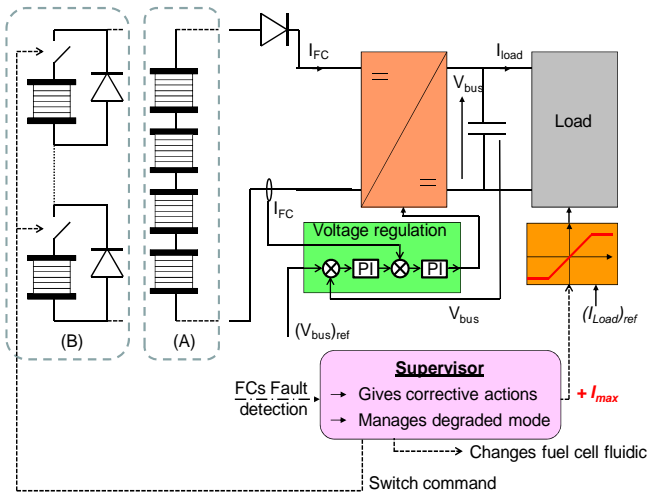 I_FC
I_load
V_bus
Load
I_FC
Voltage regulation
PI
PI
V_bus
(V_bus)_ref
(I_Load)_ref
(B)
(A)
Supervisor
FCs Fault
detection
→ Gives corrective actions
→ Manages degraded mode
+ I_max
Changes fuel cell fluidic
Switch command